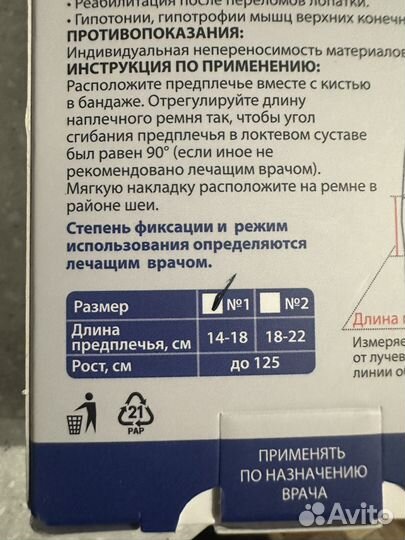 • Реабилитация после переломов лопатки.
• Гипотонии, гипотрофии мышц верхних
ПРОТИВОПОКАЗАНИЯ:
Индивидуальная непереносимость материалов
ИНСТРУКЦИЯ ПО ПРИМЕНЕНИЮ:
Расположите предплечье вместе с кистью
в бандаже. Отрегулируйте длину
наплечного ремня так, чтобы угол
сгибания предплечья в локтевом суставе
был равен 90° (если иное не
рекомендовано лечащим врачом).
Мягкую накладку расположите на ремне в
районе шеи.
Степень фиксации и режим
использования определяются
лечащим врачом.
Размер №1 №2
Длина предплечья, см 14-18 18-22
Рост, см до 125
Длина
Измеряе
от лучев
линии об
21
PAP
ПРИМЕНЯТЬ
ПО НАЗНАЧЕНИЮ
ВРАЧА
Avito